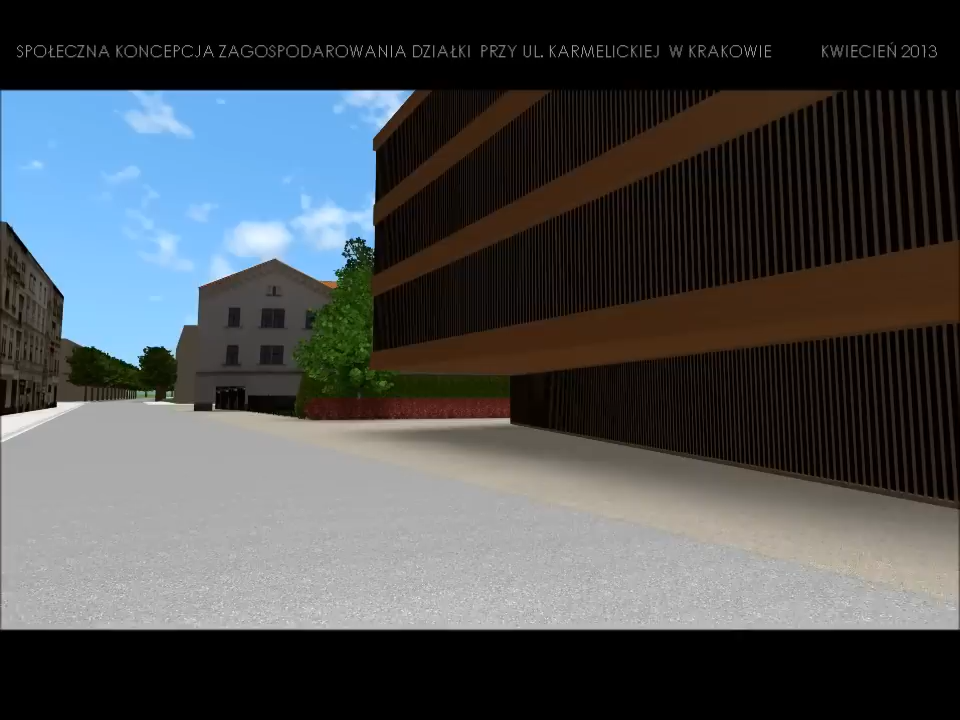 SPOŁECZNA KONCEPCJA ZAGOSPODAROWANIA DZIAŁKI PRZY UL. KARMELICKIEJ W KRAKOWIE KWIECIEŃ 2013